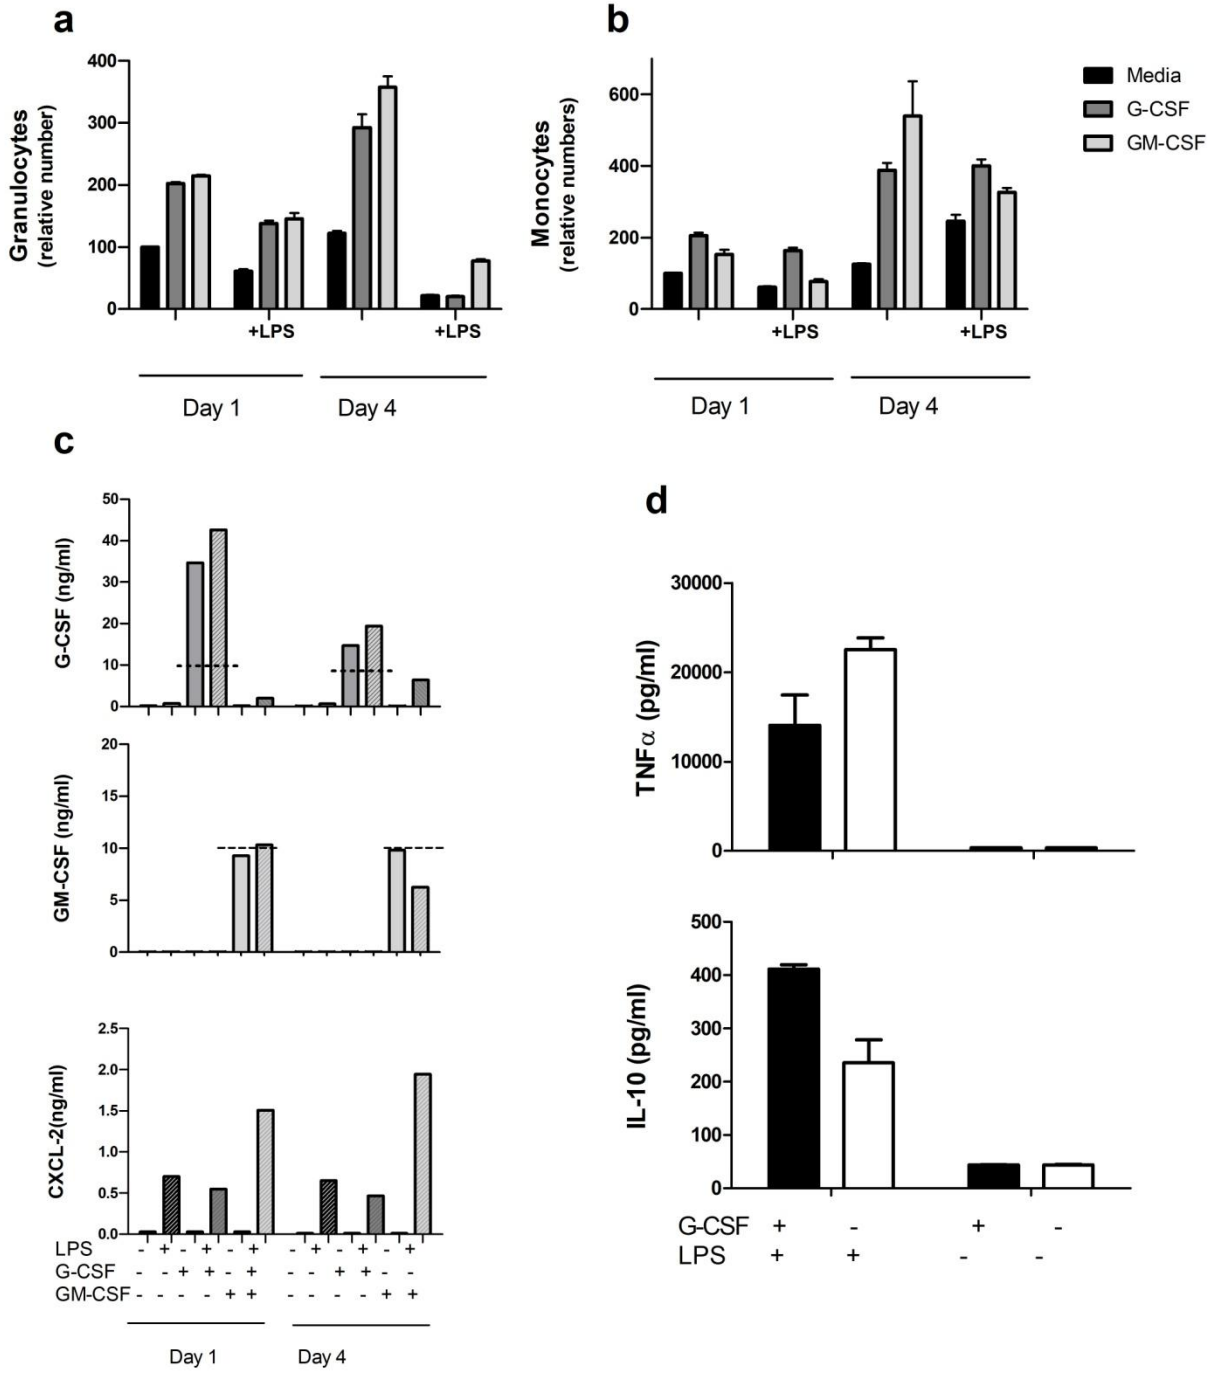 a
Granulocytes
(relative number)
400
300
200
100
0
+LPS
+LPS
Day 1
Day 4
b
Monocytes
(relative numbers)
600
400
200
0
+LPS
+LPS
Day 1
Day 4
Media
G-CSF
GM-CSF
c
G-CSF (ng/ml)
50
40
30
20
10
0
GM-CSF (ng/ml)
20
15
10
5
0
CXCL-2(ng/ml)
2.5
2.0
1.5
1.0
0.5
0.0
LPS - + - + - + - + - + - +
G-CSF - - + + - + - - + + - -
GM-CSF - - - - + + - - - - + +
Day 1
Day 4
d
TNFα (pg/ml)
30000
20000
10000
0
IL-10 (pg/ml)
500
400
300
200
100
0
G-CSF + - + -
LPS + + - -